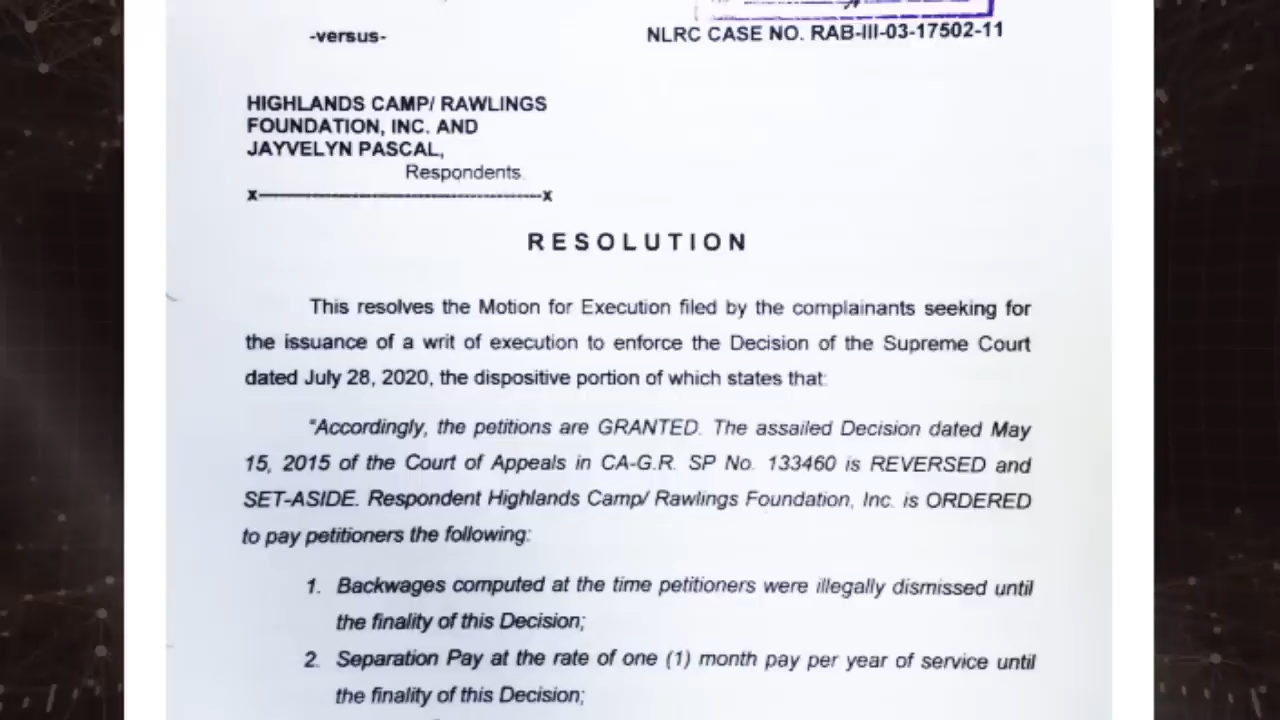 -versus-
NLRC CASE NO. RAB-III-03-17502-11
HIGHLANDS CAMP/ RAWLINGS
FOUNDATION, INC. AND
JAYVELYN PASCAL,
Respondents.
x-----------------------------------x
RESOLUTION
This resolves the Motion for Execution filed by the complainants seeking for
the issuance of a writ of execution to enforce the Decision of the Supreme Court
dated July 28, 2020, the dispositive portion of which states that:
"Accordingly, the petitions are GRANTED. The assailed Decision dated May
15, 2015 of the Court of Appeals in CA-G.R. SP No. 133460 is REVERSED and
SET-ASIDE. Respondent Highlands Camp/ Rawlings Foundation, Inc. is ORDERED
to pay petitioners the following:
1. Backwages computed at the time petitioners were illegally dismissed until
the finality of this Decision;
2. Separation Pay at the rate of one (1) month pay per year of service until
the finality of this Decision;